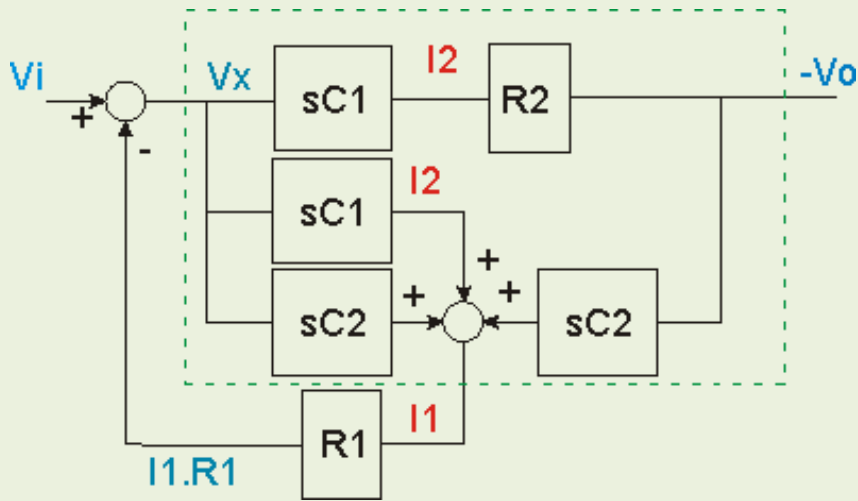 Vi
+
-
Vx
sC1
I2
R2
-Vo
sC1
I2
+
sC2
+
+
sC2
R1
I1
I1.R1